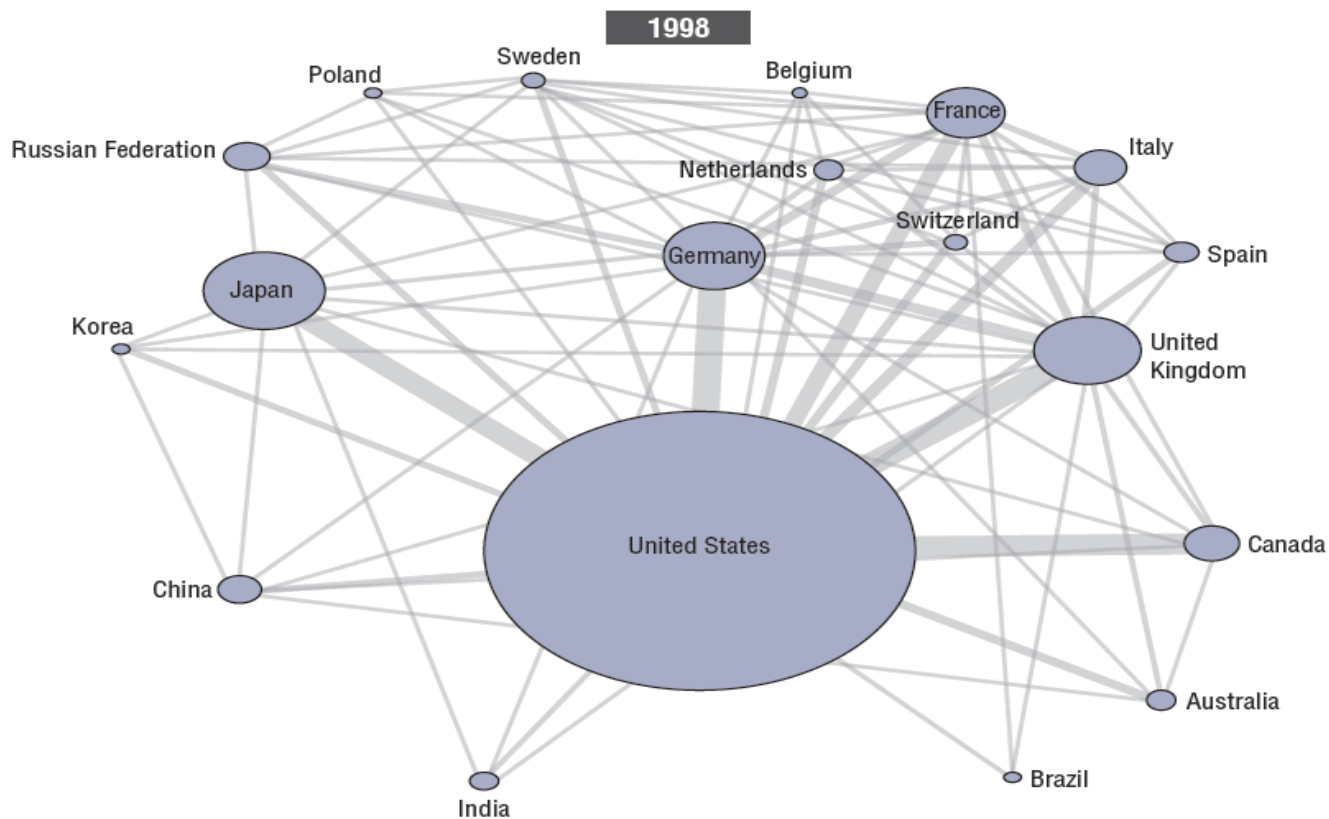 1998
Sweden
Poland
Belgium
France
Russian Federation
Italy
Netherlands
Switzerland
Germany
Spain
Japan
Korea
United
Kingdom
United States
Canada
China
Australia
Brazil
India